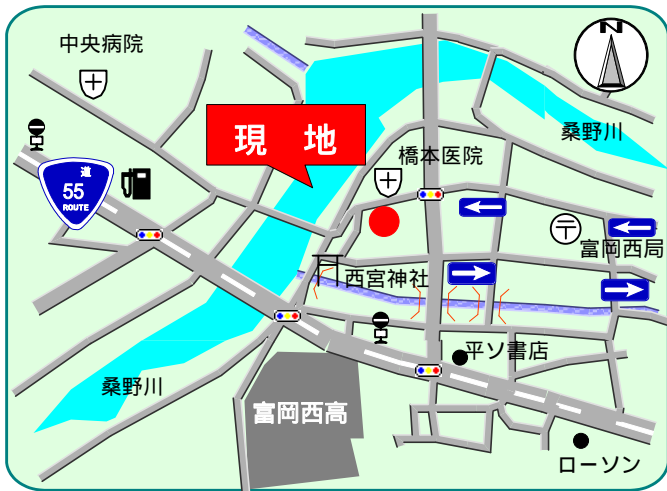 中央病院
N
桑野川
現 地
橋本医院
道
55
ROUTE
〒
富岡西局
西宮神社
平ソ書店
桑野川
富岡西高
ローソン